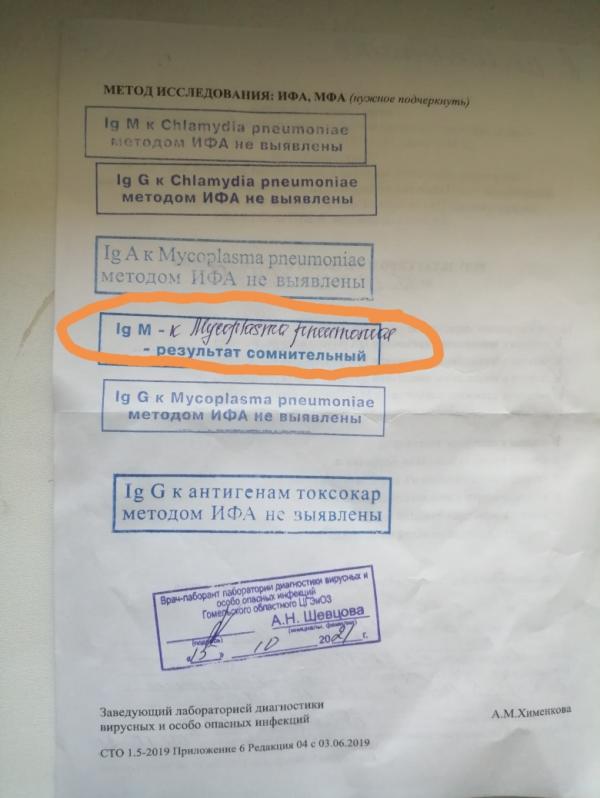 МЕТОД ИССЛЕДОВАНИЯ: ИФА, МФА (нужное подчеркнуть)
Ig M к Chlamydia pneumoniae
методом ИФА не выявлены
Ig G к Chlamydia pneumoniae
методом ИФА не выявлены
Ig A к Mycoplasma pneumoniae
методом ИФА не выявлены
Ig M - к Mycoplasma pneumoniae
- результат сомнительный
Ig G к Mycoplasma pneumoniae
методом ИФА не выявлены
Ig G к антигенам токсокар
методом ИФА не выявлены
Врач-лаборант лаборатории диагностики вирусных и
особо опасных инфекций
Гомельского областного ЦГЭиОЗ
А.Н. Шевцова
(подпись) (инициалы, фамилия)
«13» 10 2021 г.
Заведующий лабораторией диагностики
вирусных и особо опасных инфекций
А.М.Хименкова
СТО 1.5-2019 Приложение 6 Редакция 04 с 03.06.2019